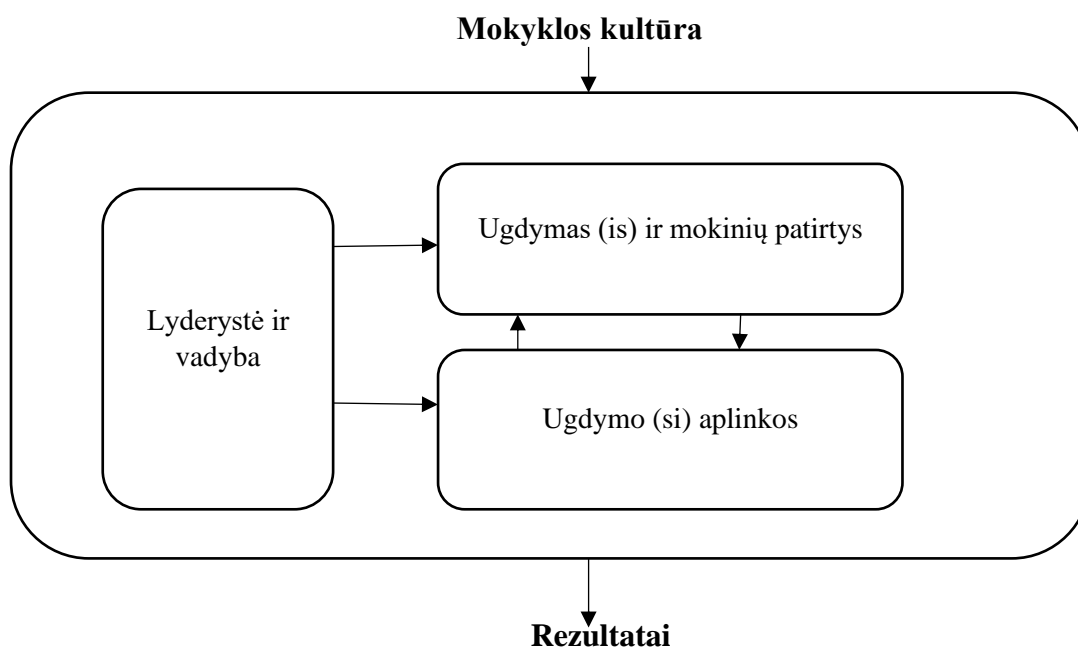 Mokyklos kultūra
Ugdymas (is) ir mokinių patirtys
Lyderystė ir
vadyba
Ugdymo (si) aplinkos
Rezultatai